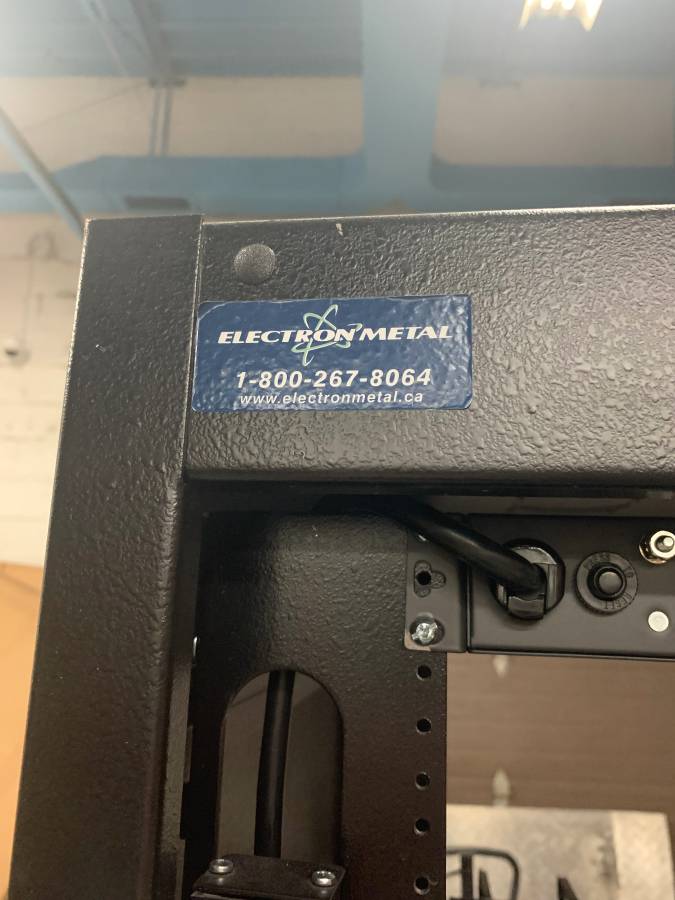 ELECTRON METAL
1-800-267-8064
www.electronmetal.ca